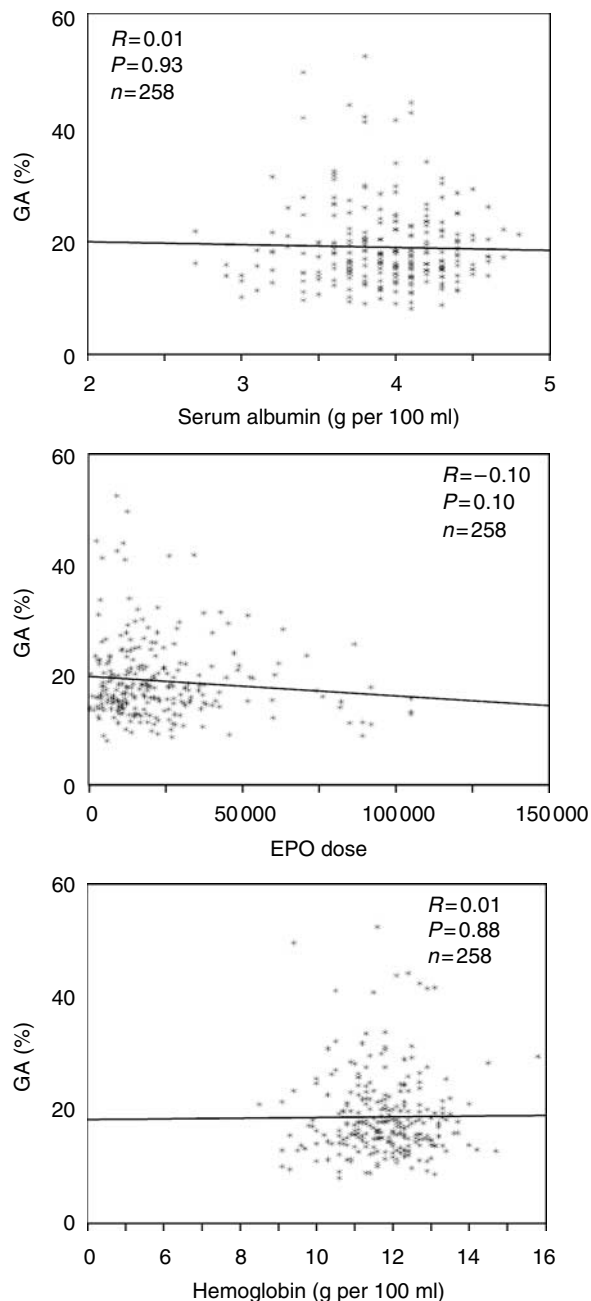 60
R=0.01
P=0.93
n=258
40
GA (%)
20
0
2 3 4 5
Serum albumin (g per 100 ml)
60
R=−0.10
P=0.10
n=258
40
GA (%)
20
0
0 50 000 100 000 150 000
EPO dose
60
R=0.01
P=0.88
n=258
40
GA (%)
20
0
0 6 8 10 12 14 16
Hemoglobin (g per 100 ml)